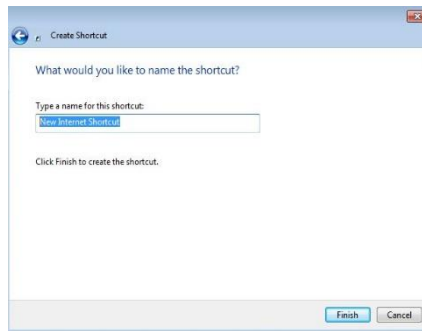 Create Shortcut
What would you like to name the shortcut?
Type a name for this shortcut:
New Internet Shortcut
Click Finish to create the shortcut.
Finish Cancel